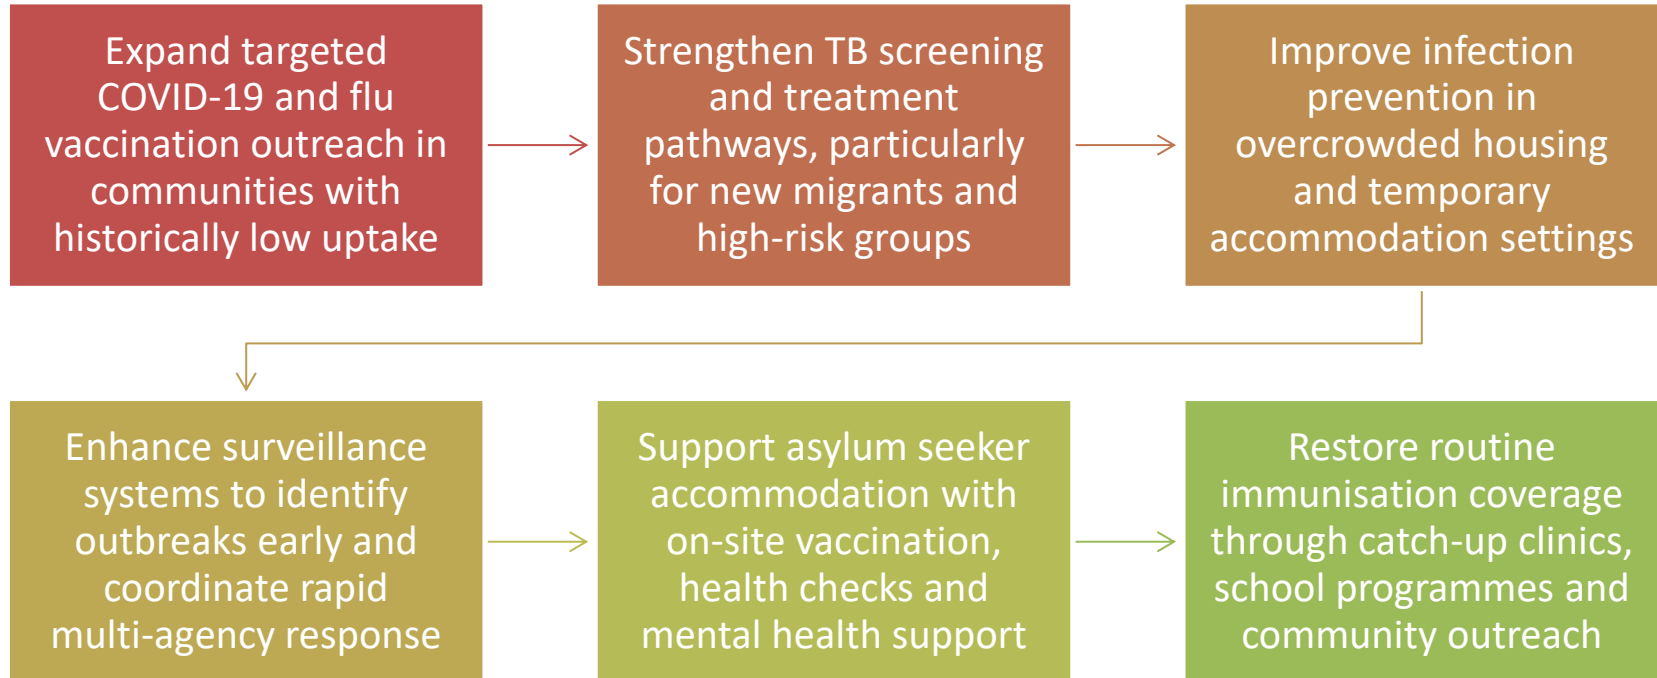 Expand targeted
COVID-19 and flu
vaccination outreach in
communities with
historically low uptake
Strengthen TB screening
and treatment
pathways, particularly
for new migrants and
high-risk groups
Improve infection
prevention in
overcrowded housing
and temporary
accommodation settings
Enhance surveillance
systems to identify
outbreaks early and
coordinate rapid
multi-agency response
Support asylum seeker
accommodation with
on-site vaccination,
health checks and
mental health support
Restore routine
immunisation coverage
through catch-up clinics,
school programmes and
community outreach